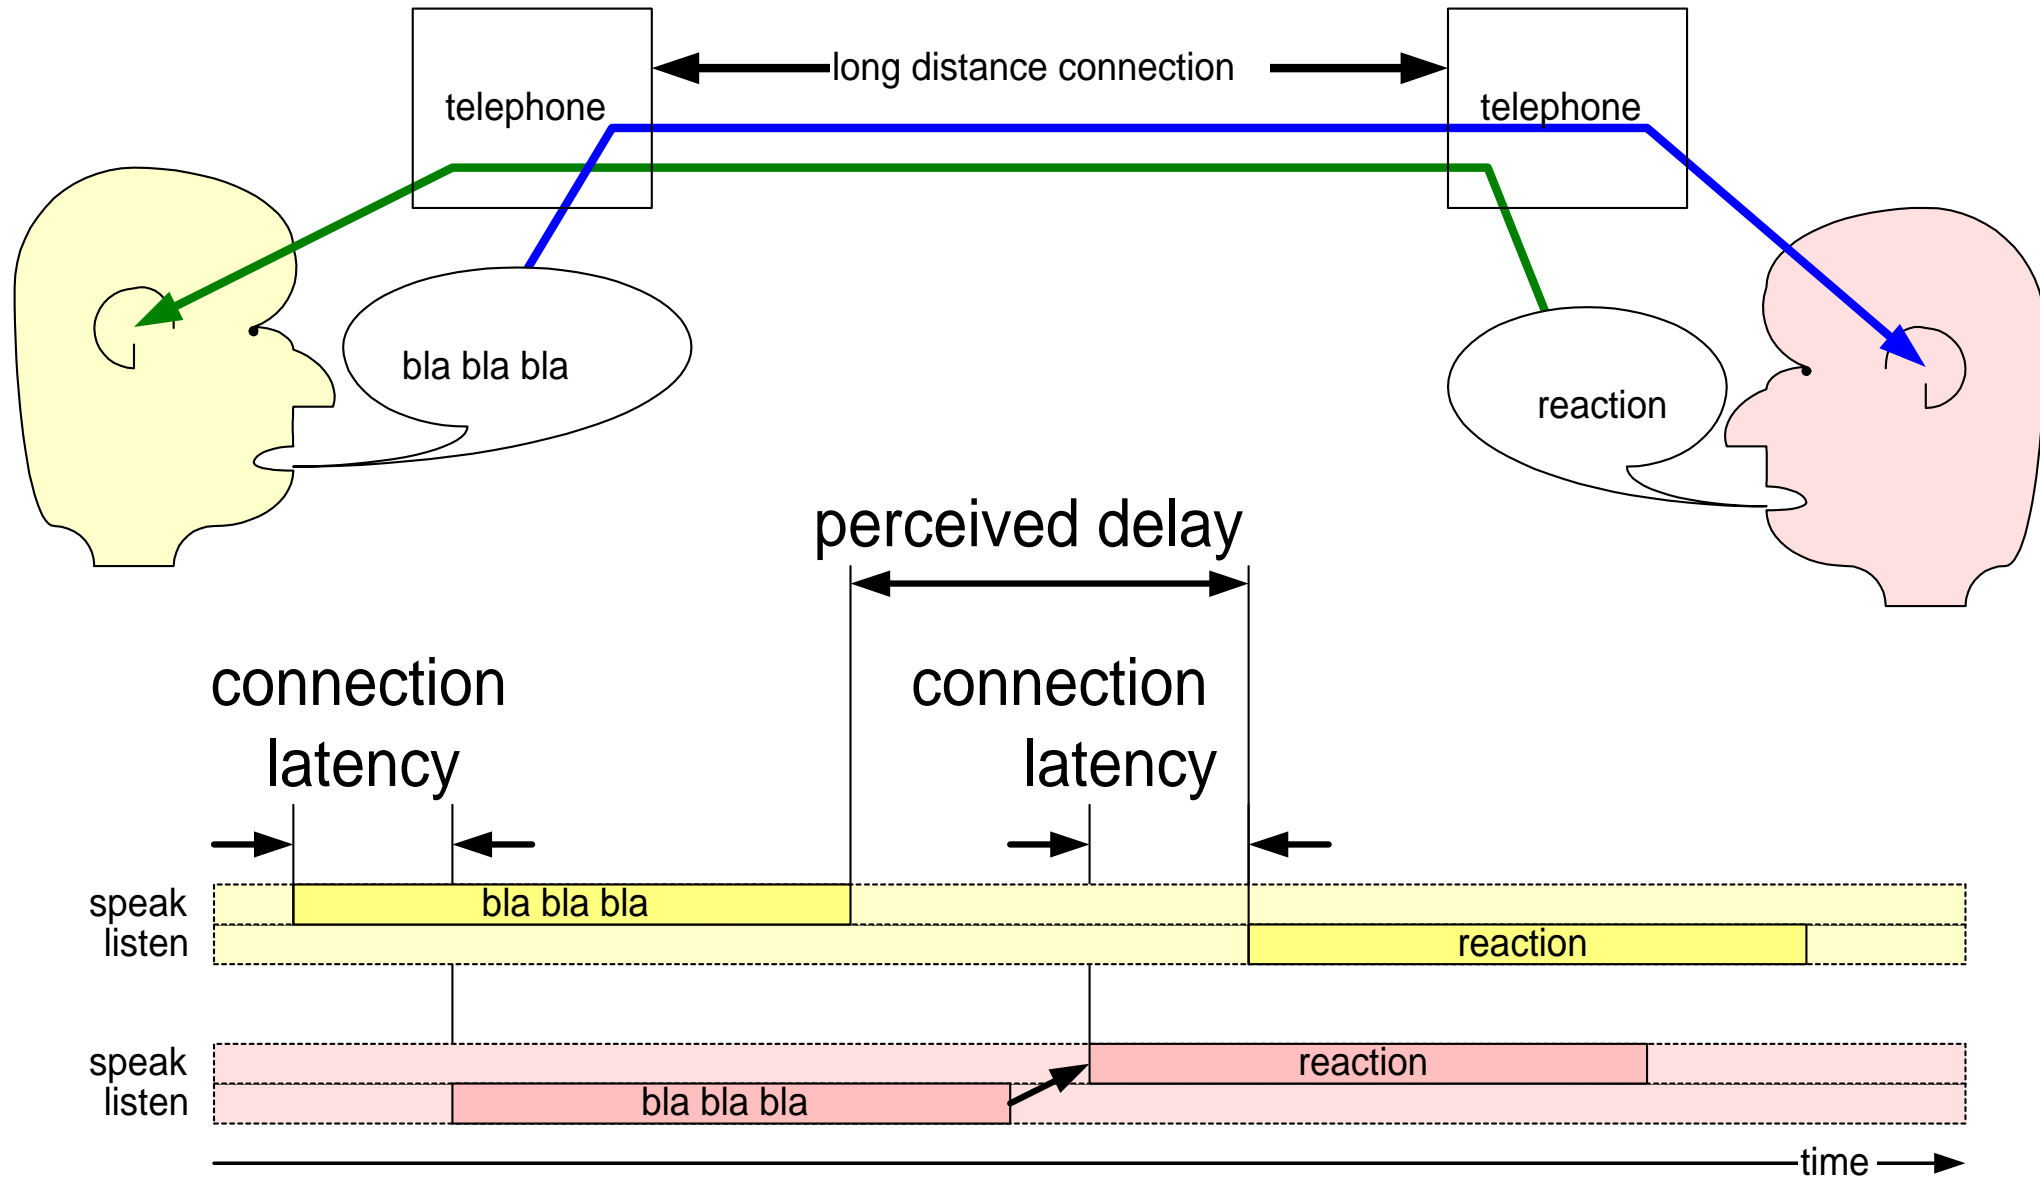 long distance connection
telephone
telephone
bla bla bla
reaction
perceived delay
connection
latency
connection
latency
speak
bla bla bla
listen
reaction
speak
reaction
listen
bla bla bla
time